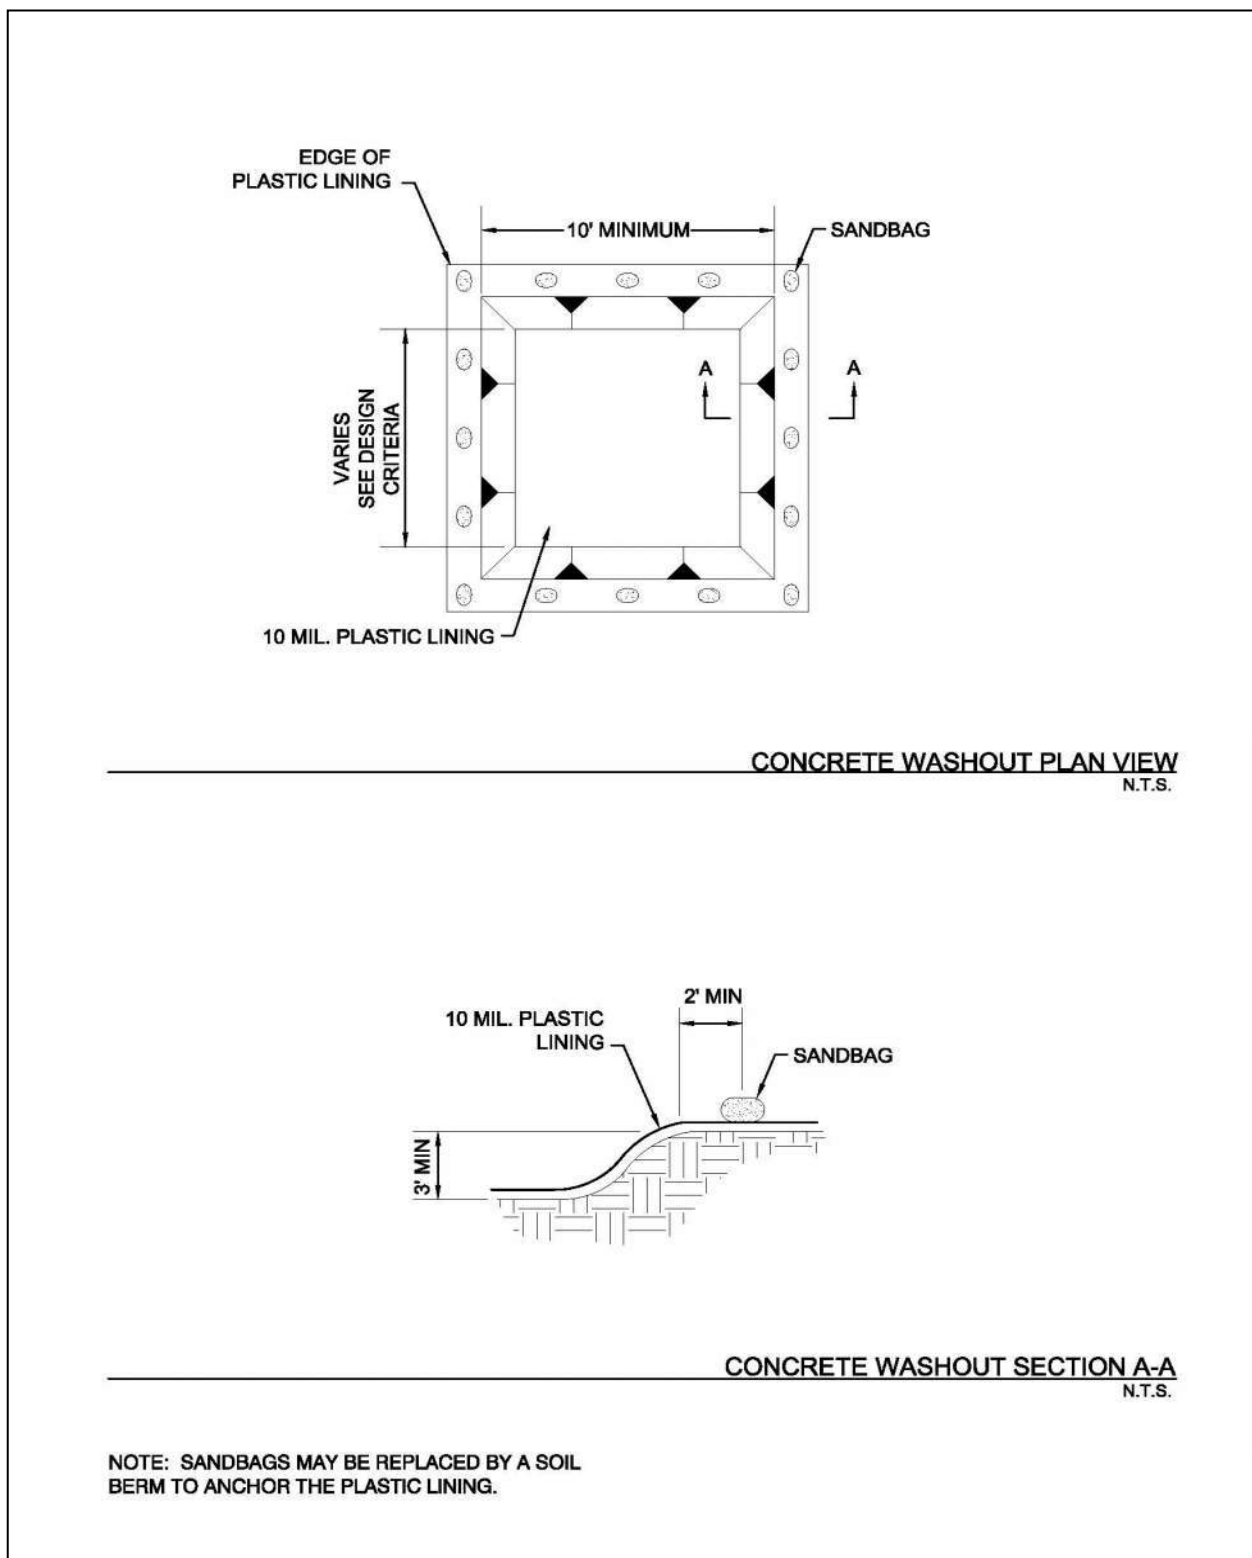 EDGE OF
PLASTIC LINING
10' MINIMUM
SANDBAG
A
A
VARIES
SEE DESIGN
CRITERIA
10 MIL. PLASTIC LINING
CONCRETE WASHOUT PLAN VIEW
N.T.S.
2' MIN
10 MIL. PLASTIC
LINING
SANDBAG
3' MIN
CONCRETE WASHOUT SECTION A-A
N.T.S.
NOTE: SANDBAGS MAY BE REPLACED BY A SOIL
BERM TO ANCHOR THE PLASTIC LINING.